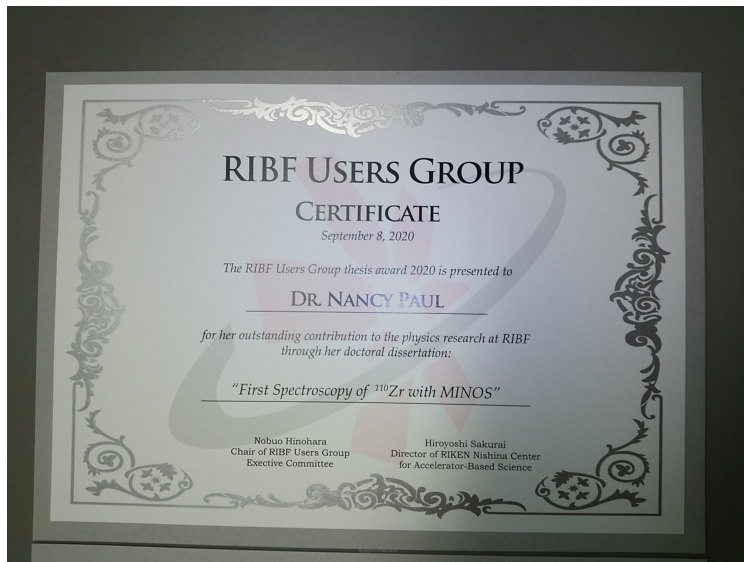 RIBF USERS GROUP
CERTIFICATE
September 8, 2020
The RIBF Users Group thesis award 2020 is presented to
DR. NANCY PAUL
for her outstanding contribution to the physics research at RIBF
through her doctoral dissertation:
“First Spectroscopy of ¹¹⁰Zr with MINOS”
Nobuo Hinohara
Chair of RIBF Users Group
Exective Committee
Hiroyoshi Sakurai
Director of RIKEN Nishina Center
for Accelerator-Based Science